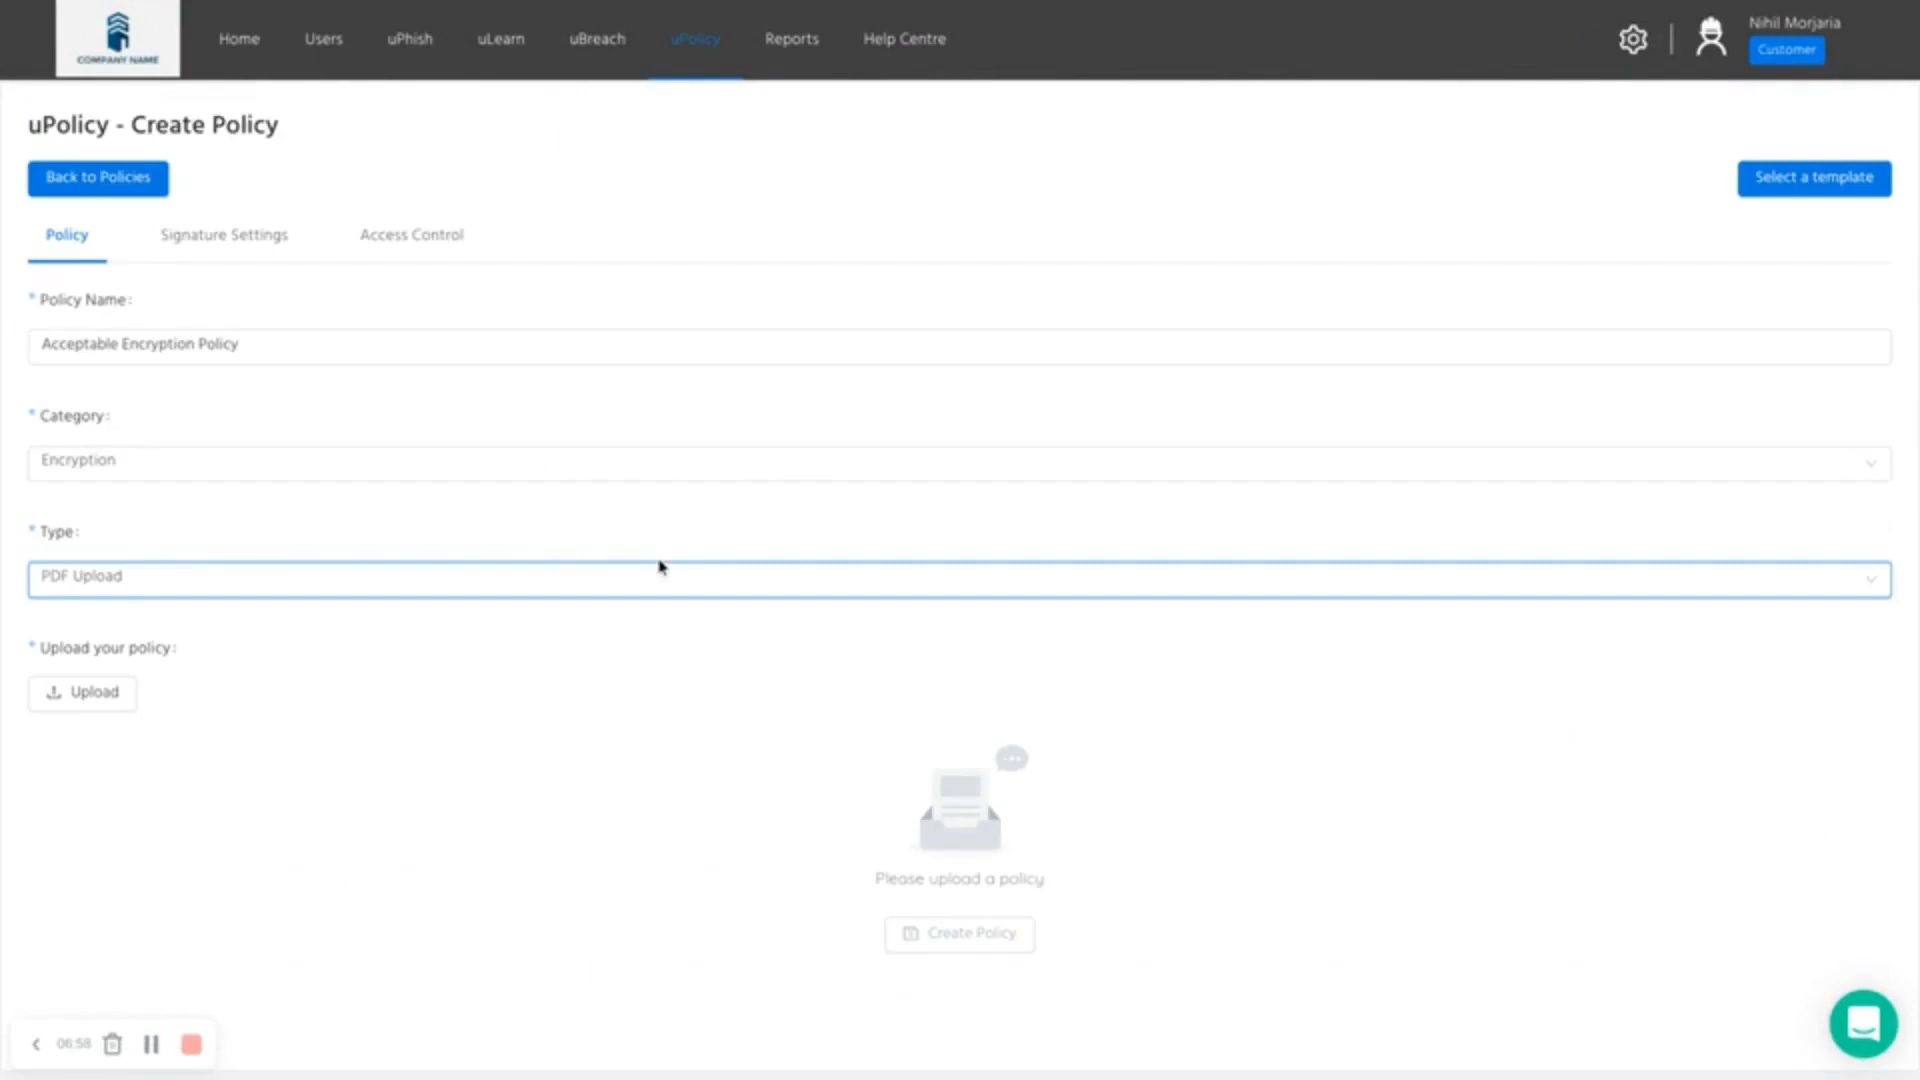 COMPANY NAME
Home Users uPhish uLearn uBreach uPolicy Reports Help Centre
Nihil Morjaria
Customer
uPolicy - Create Policy
Back to Policies
Select a template
Policy Signature Settings Access Control
* Policy Name:
Acceptable Encryption Policy
* Category:
Encryption
* Type:
PDF Upload
* Upload your policy:
Upload
Please upload a policy
Create Policy
06:58